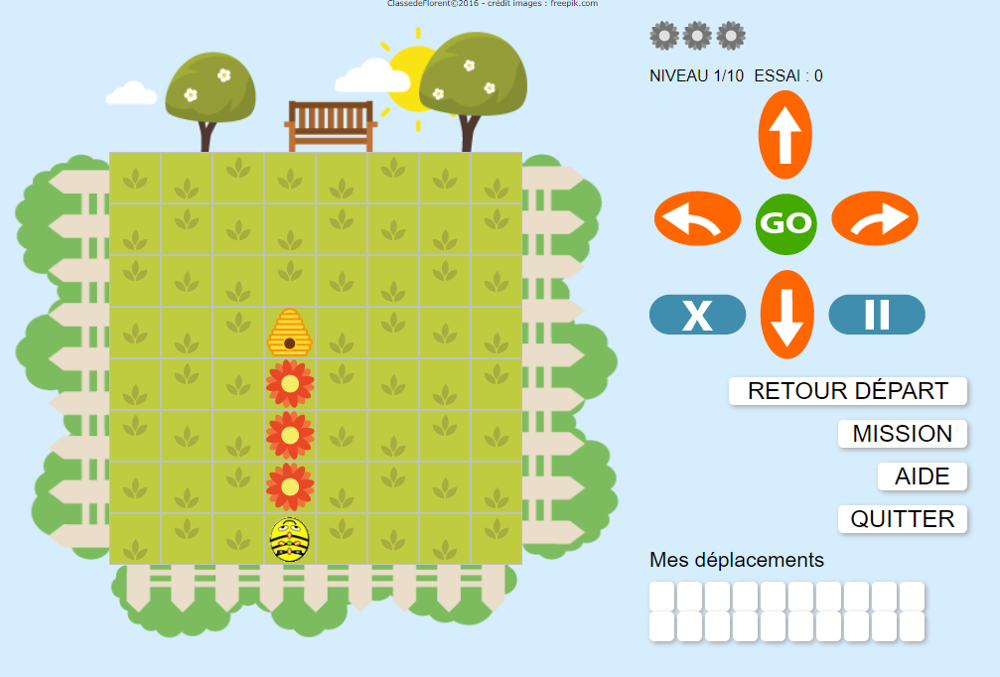 ClassedeFlorent©2016 - crédit images : freepik.com
NIVEAU 1/10 ESSAI : 0
GO
X
RETOUR DÉPART
MISSION
AIDE
QUITTER
Mes déplacements